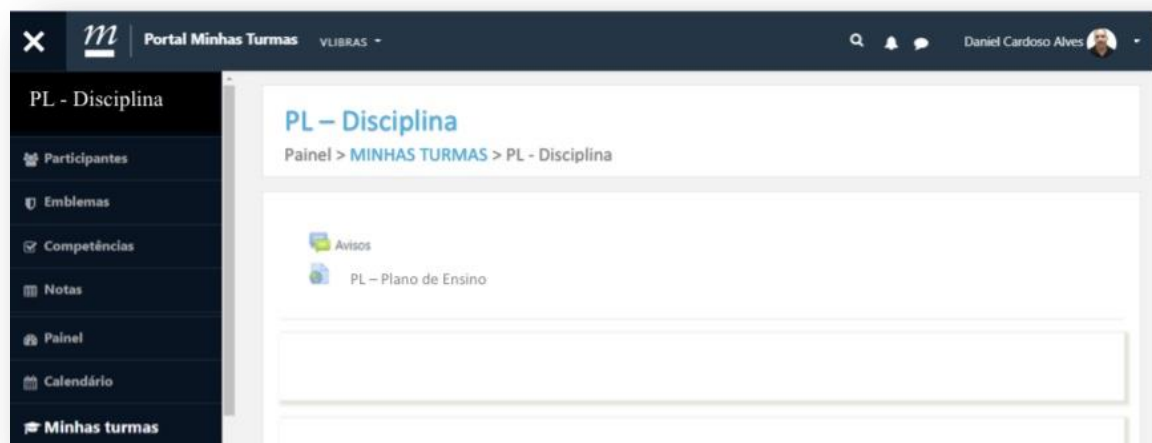 m Portal Minhas Turmas VLIBRAS Daniel Cardoso Alves
PL - Disciplina
Participantes
Emblemas
Competências
Notas
Painel
Calendário
Minhas turmas
PL – Disciplina
Painel > MINHAS TURMAS > PL - Disciplina
Avisos
PL – Plano de Ensino